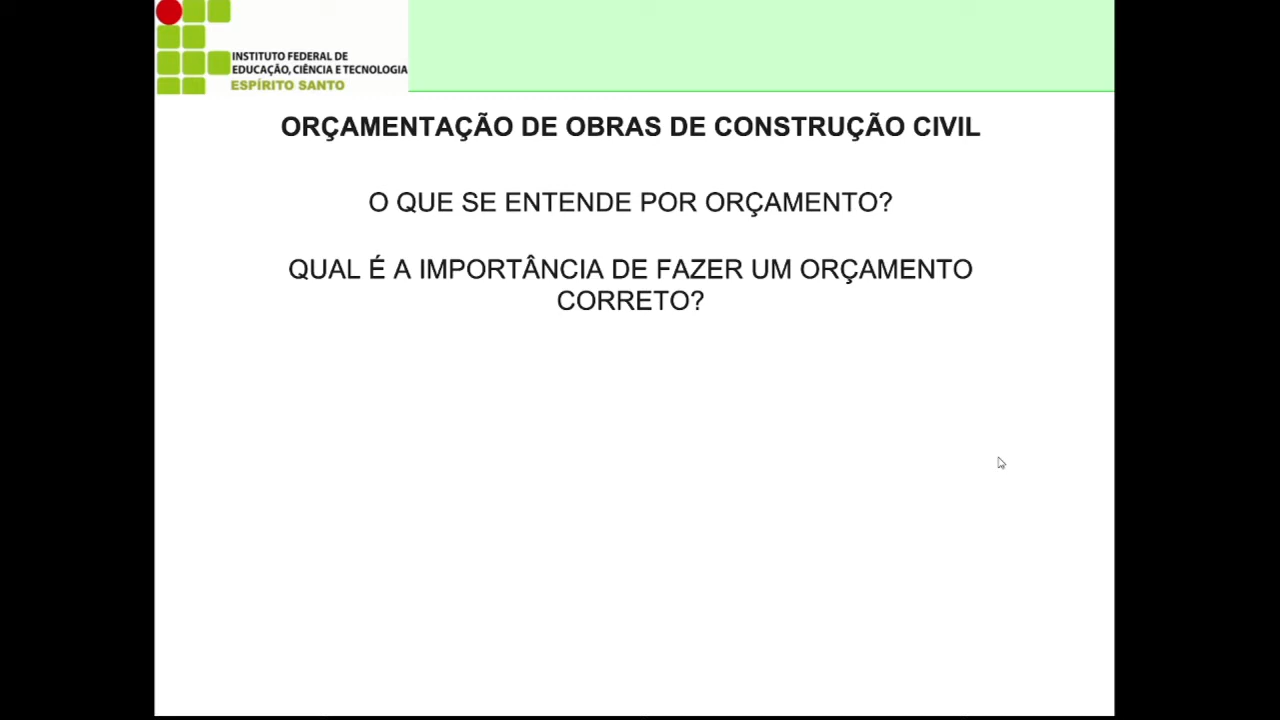 INSTITUTO FEDERAL DE
EDUCAÇÃO, CIÊNCIA E TECNOLOGIA
ESPÍRITO SANTO
ORÇAMENTAÇÃO DE OBRAS DE CONSTRUÇÃO CIVIL
O QUE SE ENTENDE POR ORÇAMENTO?
QUAL É A IMPORTÂNCIA DE FAZER UM ORÇAMENTO
CORRETO?